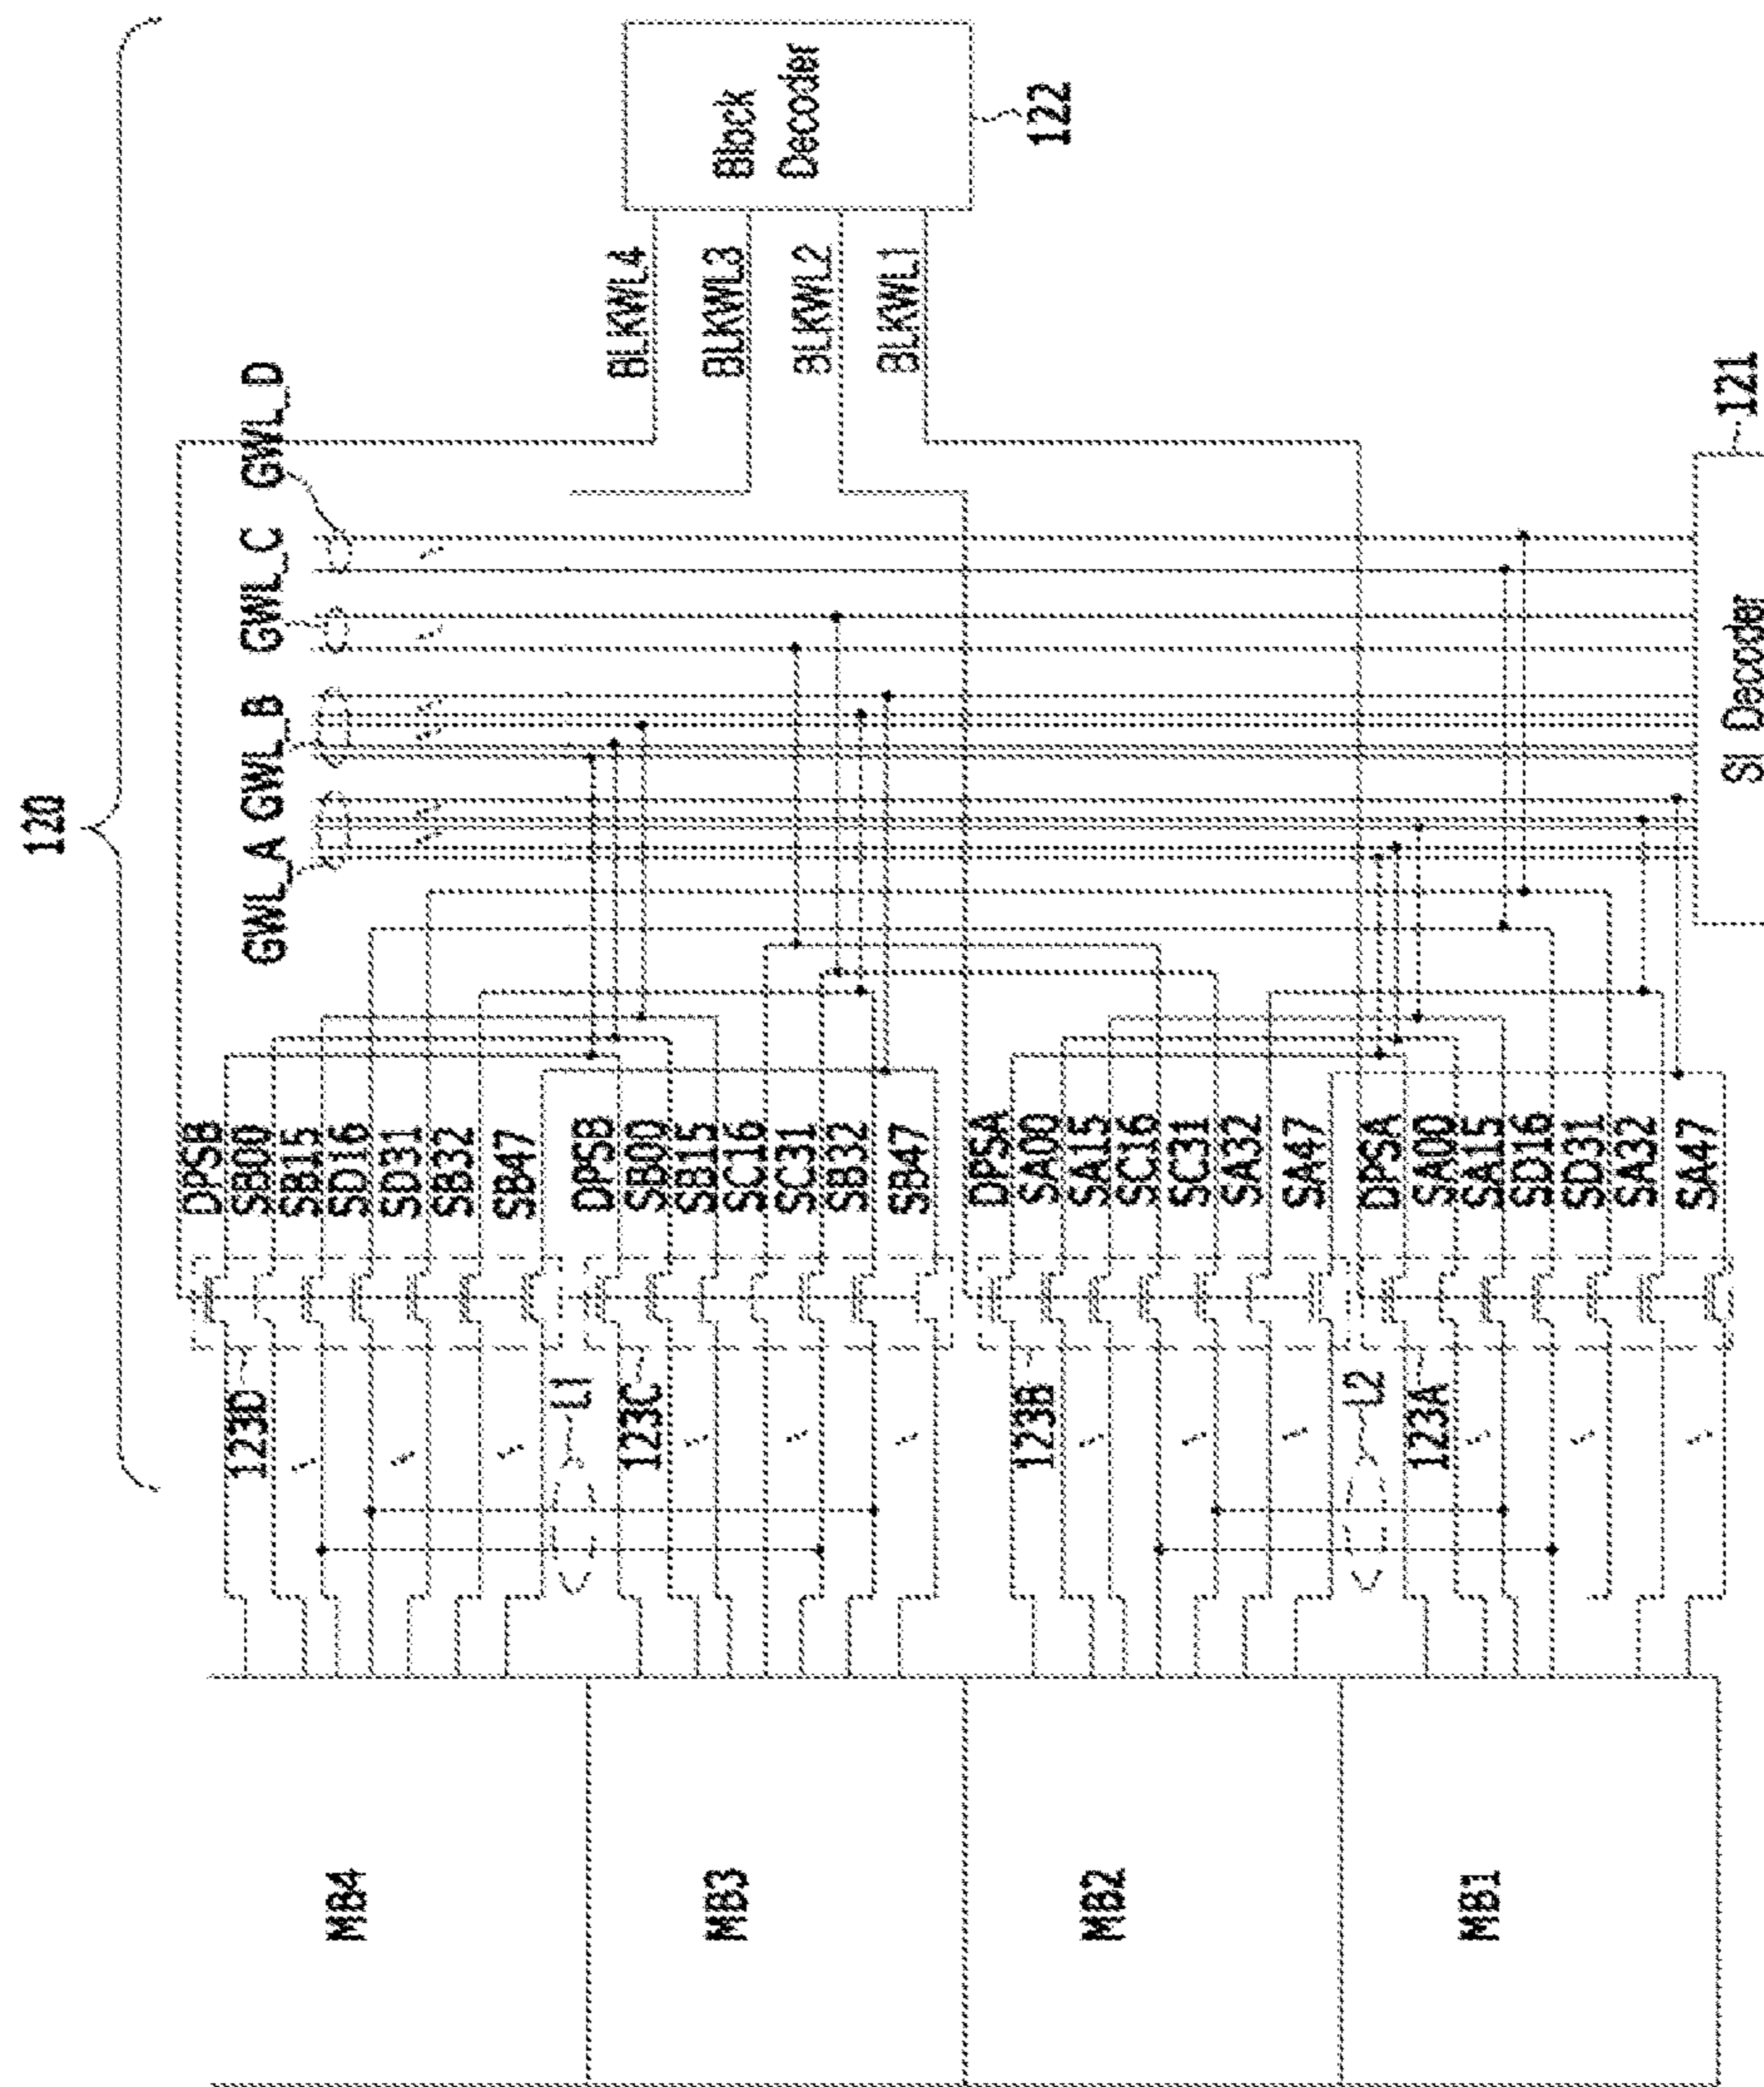 120
Block
Decoder
122
BLKWL4
BLKWL3
BLKWL2
BLKWL1
GWL_A
GWL_B
GWL_C
GWL_D
SI Decoder
121
DPSB
SB00
SB15
SD16
SD31
SB32
SB47
DPSB
SB00
SB15
SC16
SC31
SB32
SB47
DPSA
SA00
SA15
SC16
SC31
SA32
SA47
DPSA
SA00
SA15
SD16
SD31
SA32
SA47
123D
L1
123C
123B
L2
123A
MB4
MB3
MB2
MB1